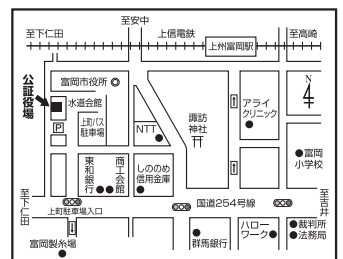 至安中
至下仁田
上信電鉄
至高崎
上州富岡駅
公証役場
富岡市役所
水道会館
P
上町バス
駐車場
NTT
諏訪
神社
アライ
クリニック
N
4
富岡
小学校
東和銀行
商工会館
しののめ
信用金庫
至下仁田
上町駐車場入口
国道254号線
至吉井
富岡製糸場
群馬銀行
ハロー
ワーク
裁判所
法務局